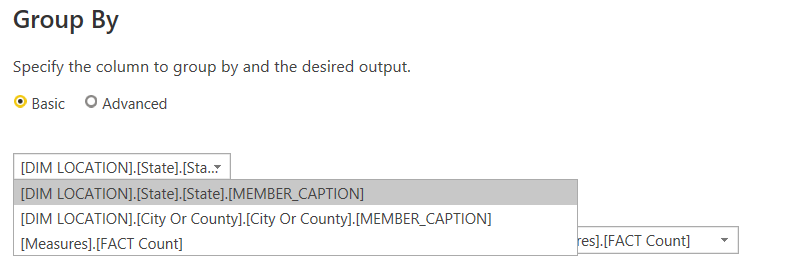 Group By
Specify the column to group by and the desired output.
Basic Advanced
[DIM LOCATION].[State].[Sta...
[DIM LOCATION].[State].[State].[MEMBER_CAPTION]
[DIM LOCATION].[City Or County].[City Or County].[MEMBER_CAPTION]
[Measures].[FACT Count] res].[FACT Count]